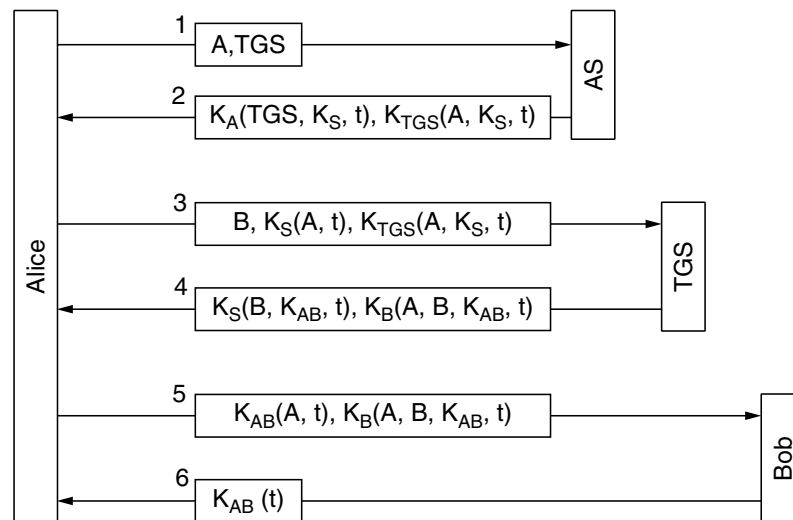 1
A,TGS
AS
2
K_A(TGS, K_S, t), K_TGS(A, K_S, t)
3
B, K_S(A, t), K_TGS(A, K_S, t)
Alice
TGS
4
K_S(B, K_AB, t), K_B(A, B, K_AB, t)
5
K_AB(A, t), K_B(A, B, K_AB, t)
Bob
6
K_AB (t)